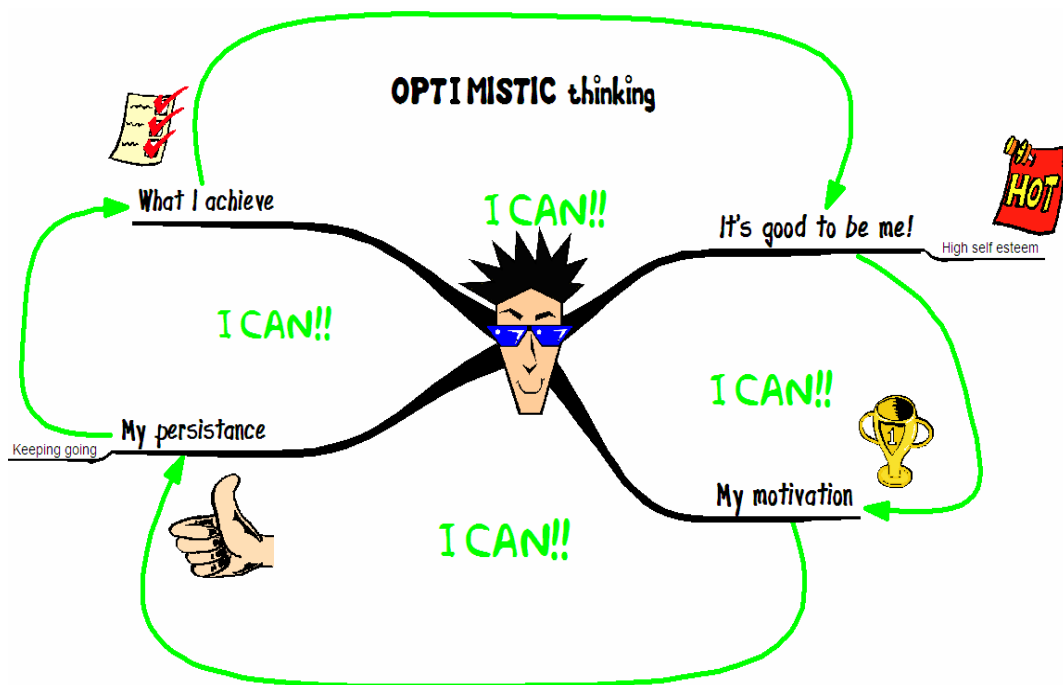 OPTIMISTIC thinking
HOT
What I achieve
I CAN!!
It's good to be me!
High self esteem
I CAN!!
I CAN!!
1
My persistance
Keeping going
My motivation
I CAN!!